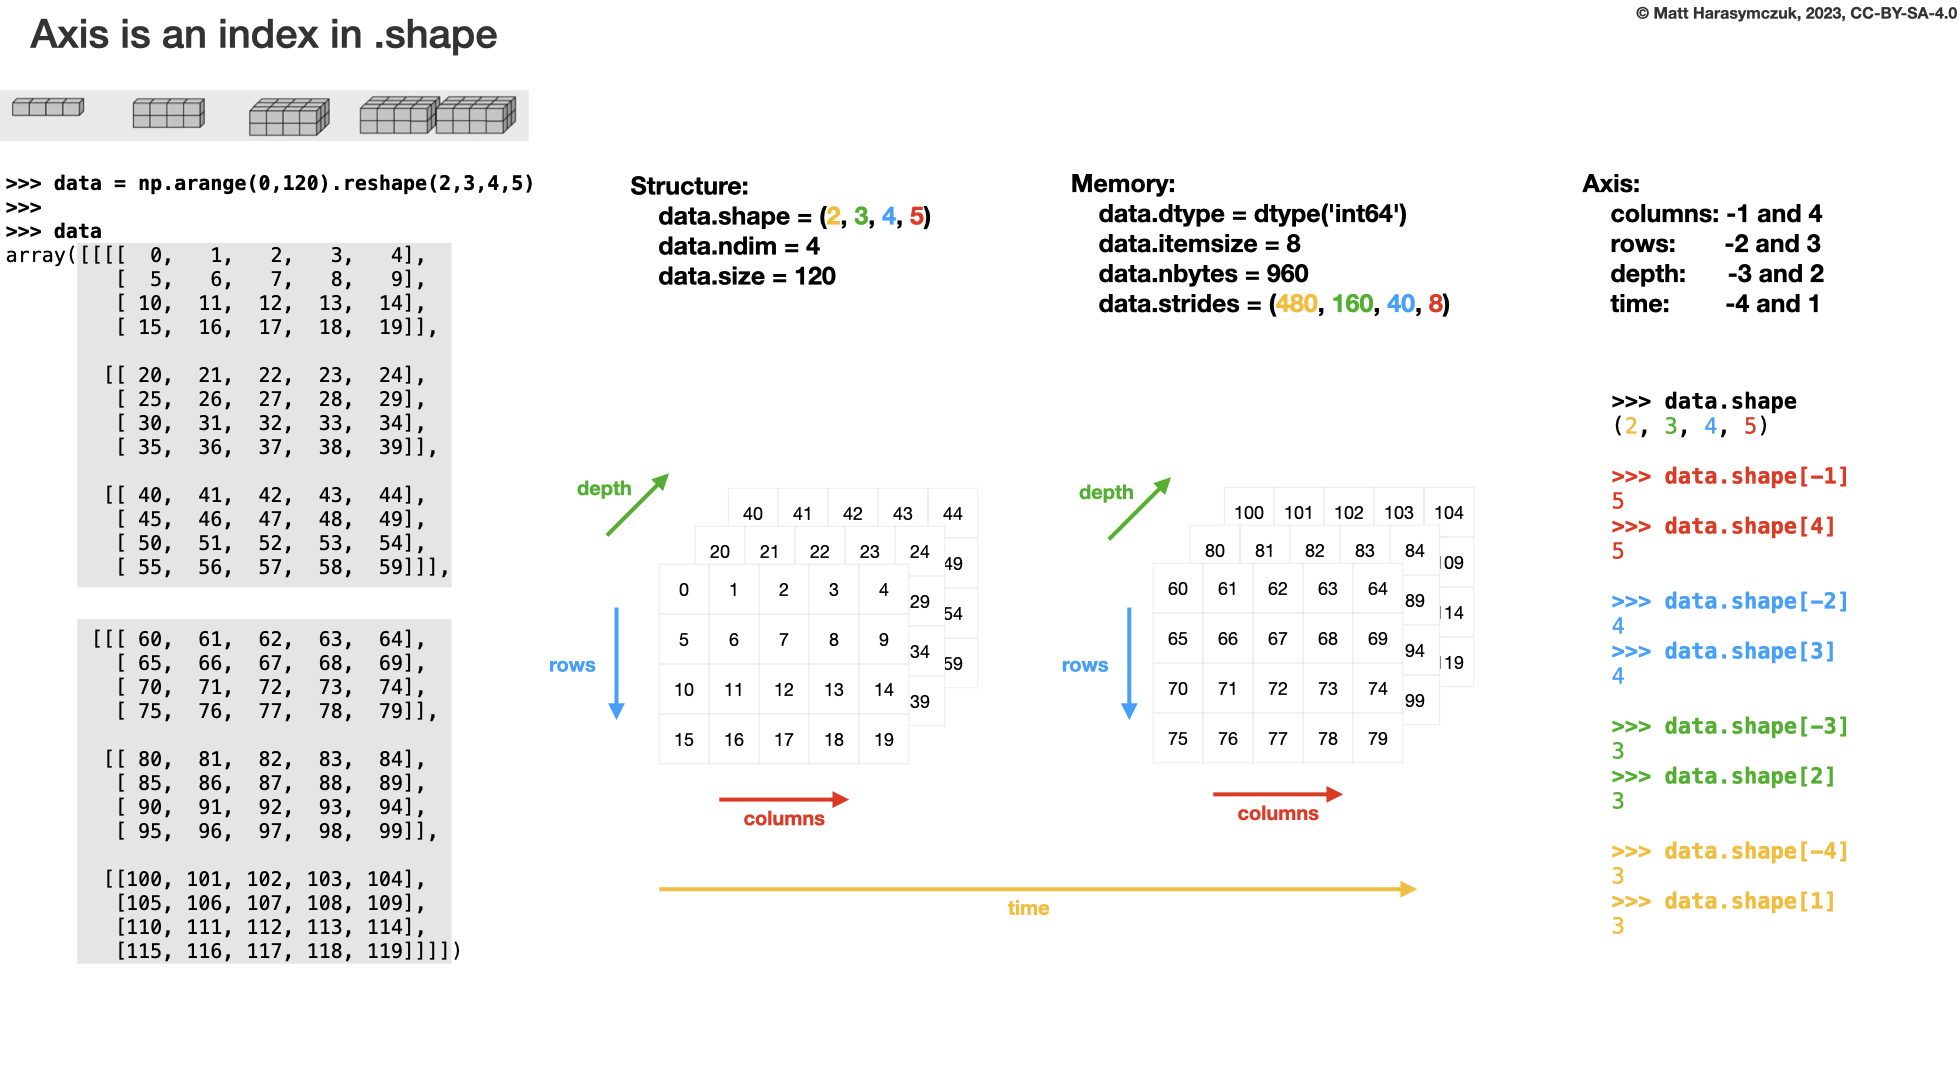 © Matt Harasymczuk, 2023, CC-BY-SA-4.0
Axis is an index in .shape
>>> data = np.arange(0,120).reshape(2,3,4,5)
>>>
>>> data
array([[[[  0,   1,   2,   3,   4],
[  5,   6,   7,   8,   9],
[ 10,  11,  12,  13,  14],
[ 15,  16,  17,  18,  19]],
[[ 20,  21,  22,  23,  24],
[ 25,  26,  27,  28,  29],
[ 30,  31,  32,  33,  34],
[ 35,  36,  37,  38,  39]],
[[ 40,  41,  42,  43,  44],
[ 45,  46,  47,  48,  49],
[ 50,  51,  52,  53,  54],
[ 55,  56,  57,  58,  59]]],
[[[ 60,  61,  62,  63,  64],
[ 65,  66,  67,  68,  69],
[ 70,  71,  72,  73,  74],
[ 75,  76,  77,  78,  79]],
[[ 80,  81,  82,  83,  84],
[ 85,  86,  87,  88,  89],
[ 90,  91,  92,  93,  94],
[ 95,  96,  97,  98,  99]],
[[100, 101, 102, 103, 104],
[105, 106, 107, 108, 109],
[110, 111, 112, 113, 114],
[115, 116, 117, 118, 119]]]])
Structure:
data.shape = (2, 3, 4, 5)
data.ndim = 4
data.size = 120
Memory:
data.dtype = dtype('int64')
data.itemsize = 8
data.nbytes = 960
data.strides = (480, 160, 40, 8)
Axis:
columns: -1 and 4
rows: -2 and 3
depth: -3 and 2
time: -4 and 1
depth
40 41 42 43 44
20 21 22 23 24 49
0 1 2 3 4 29 54
5 6 7 8 9 34 59
10 11 12 13 14 39
15 16 17 18 19
rows
columns
depth
100 101 102 103 104
80 81 82 83 84 109
60 61 62 63 64 89 114
65 66 67 68 69 94 119
70 71 72 73 74 99
75 76 77 78 79
rows
columns
time
>>> data.shape
(2, 3, 4, 5)
>>> data.shape[-1]
5
>>> data.shape[4]
5
>>> data.shape[-2]
4
>>> data.shape[3]
4
>>> data.shape[-3]
3
>>> data.shape[2]
3
>>> data.shape[-4]
3
>>> data.shape[1]
3